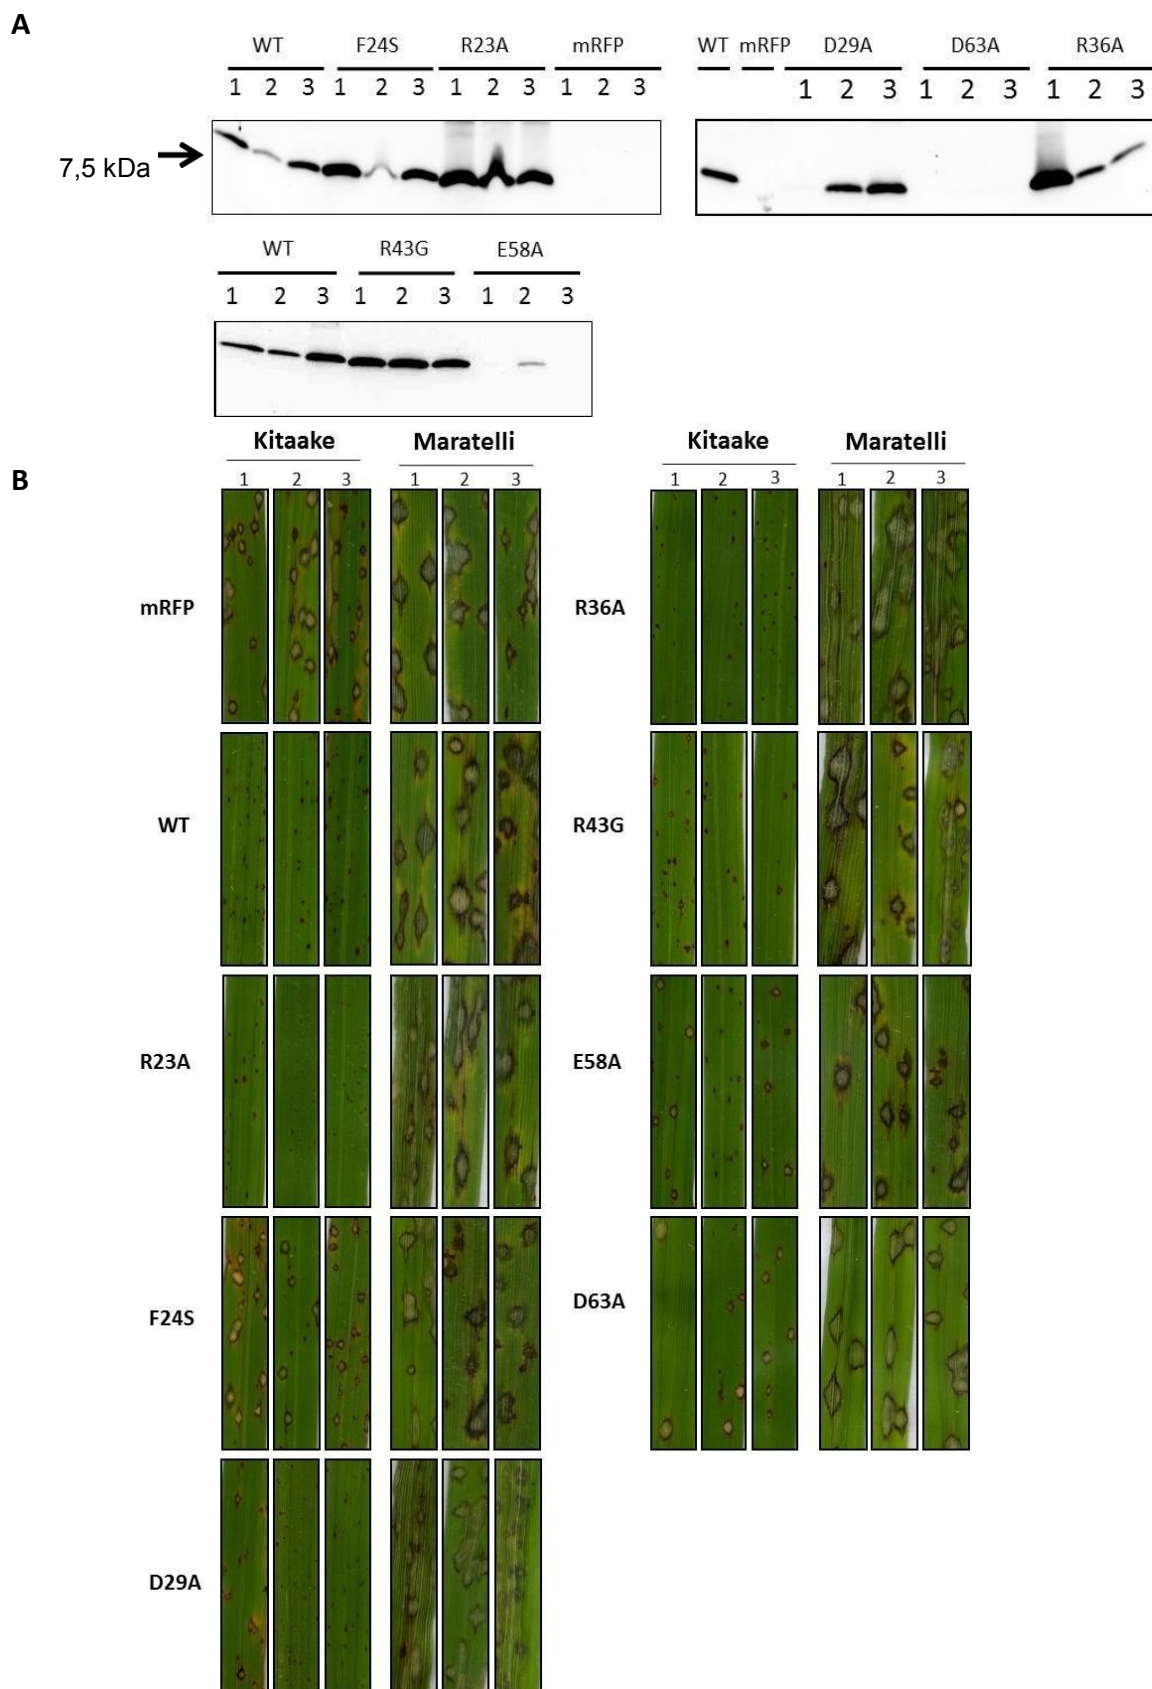 A
WT F24S R23A mRFP WT mRFP D29A D63A R36A
1 2 3 1 2 3 1 2 3 1 2 3 1 2 3 1 2 3 1 2 3
7,5 kDa
WT R43G E58A
1 2 3 1 2 3 1 2 3
Kitaake Maratelli Kitaake Maratelli
B
1 2 3 1 2 3 1 2 3 1 2 3
mRFP R36A
WT R43G
R23A E58A
F24S D63A
D29A